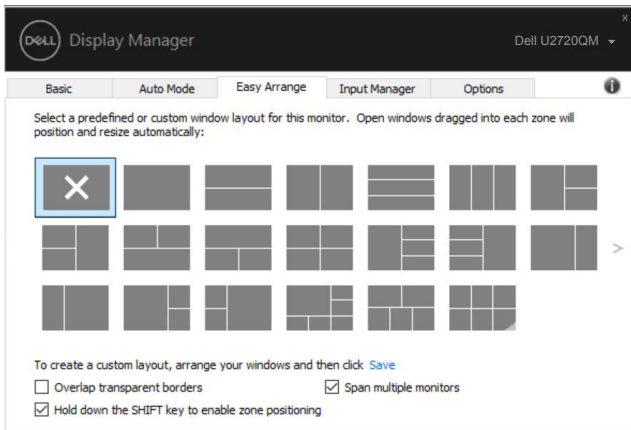 x
DELL Display Manager
Dell U2720QM
Basic Auto Mode Easy Arrange Input Manager Options
Select a predefined or custom window layout for this monitor. Open windows dragged into each zone will
position and resize automatically:
To create a custom layout, arrange your windows and then click Save
Overlap transparent borders
Span multiple monitors
Hold down the SHIFT key to enable zone positioning